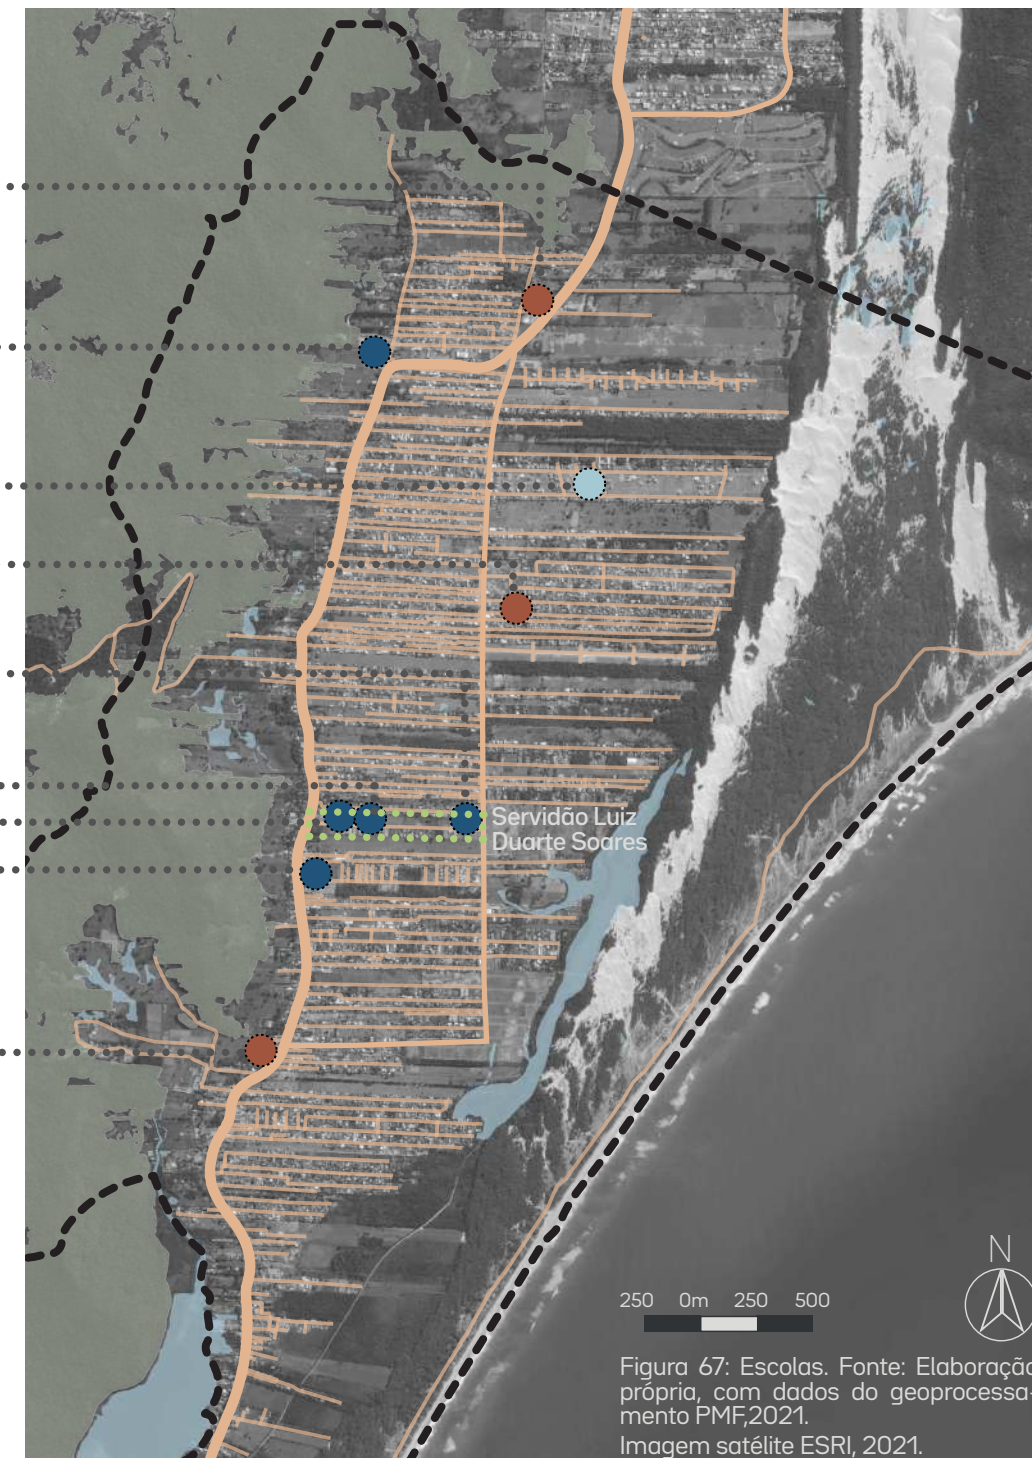 Servidão Luiz
Duarte Soares
N
250 0m 250 500
Figura 67: Escolas. Fonte: Elaboração
própria, com dados do geoprocessa-
mento PMF,2021.
Imagem satélite ESRI, 2021.